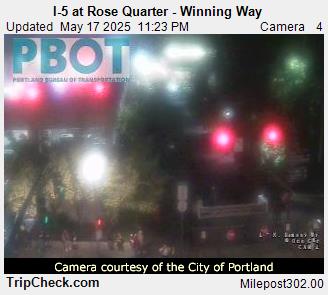 I-5 at Rose Quarter - Winning Way
Updated May 17 2025 11:23 PM Camera 4
PBOT
PORTLAND BUREAU OF TRANSPORTATION
Camera courtesy of the City of Portland
TripCheck.com Milepost302.00